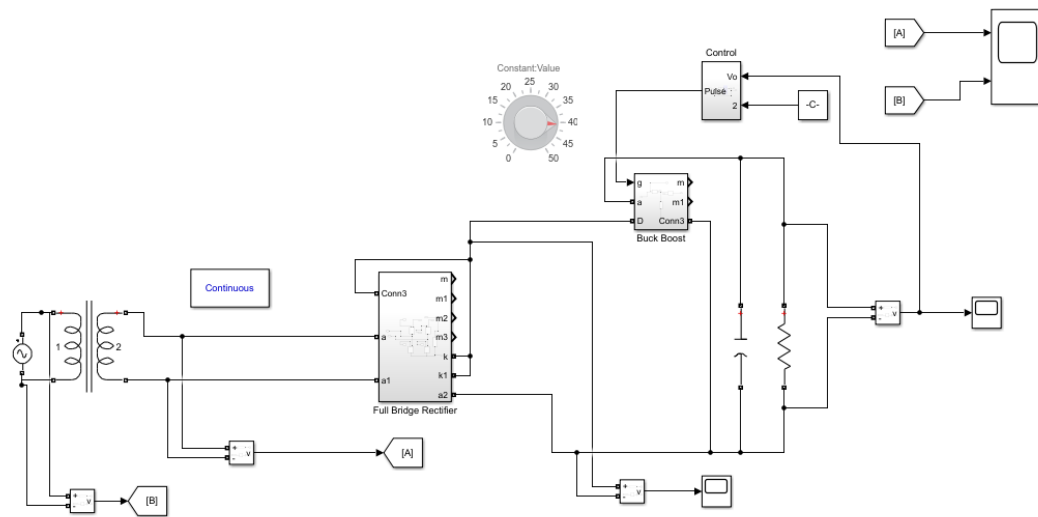 [A]
[B]
Control
Vo
Pulse
2
-C-
Constant:Value
0
5
10
15
20
25
30
35
40
45
50
g
a
D
m
m1
Conn3
Buck Boost
Continuous
1
2
Conn3
a
a1
m
m1
m2
m3
k
k1
a2
Full Bridge Rectifier
+
-
v
+
-
v
[A]
+
-
v
[B]
+
-
v